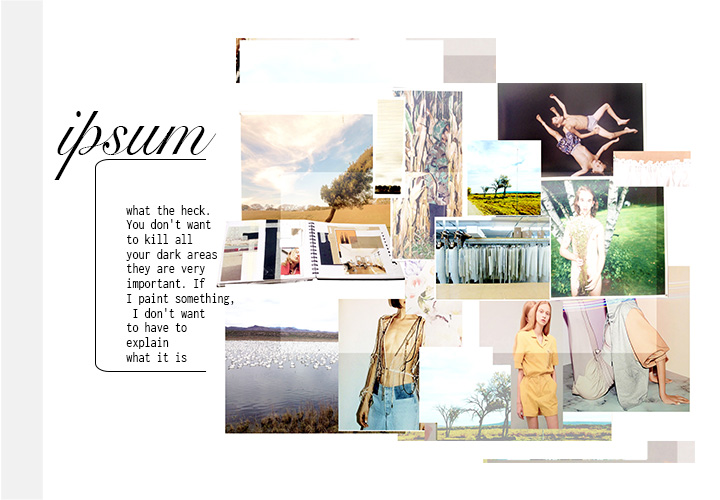 ipsum
what the heck.
You don't want
to kill all
your dark areas
they are very
important. If
I paint something,
I don't want
to have to
explain
what it is